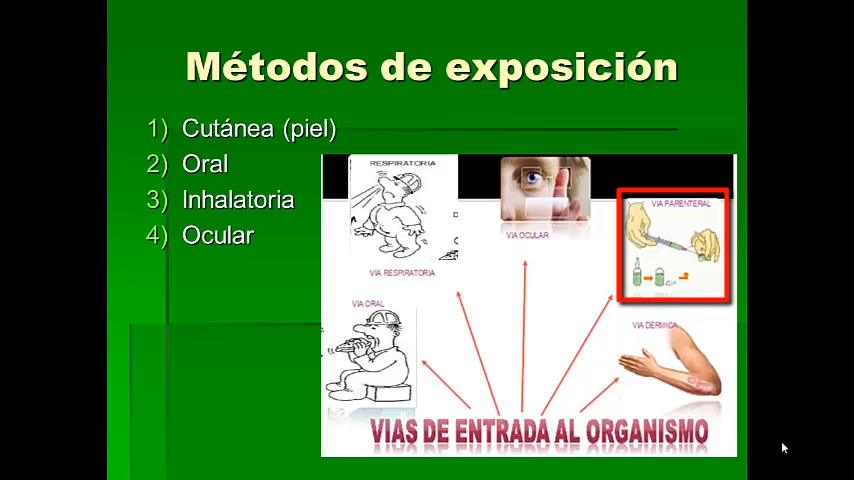 Métodos de exposición
1) Cutánea (piel)
2) Oral
3) Inhalatoria
4) Ocular
RESPIRATORIA
VIA PARENTERAL
VIA OCULAR
VIA RESPIRATORIA
VIA ORAL
VIA DERMICA
VIAS DE ENTRADA AL ORGANISMO